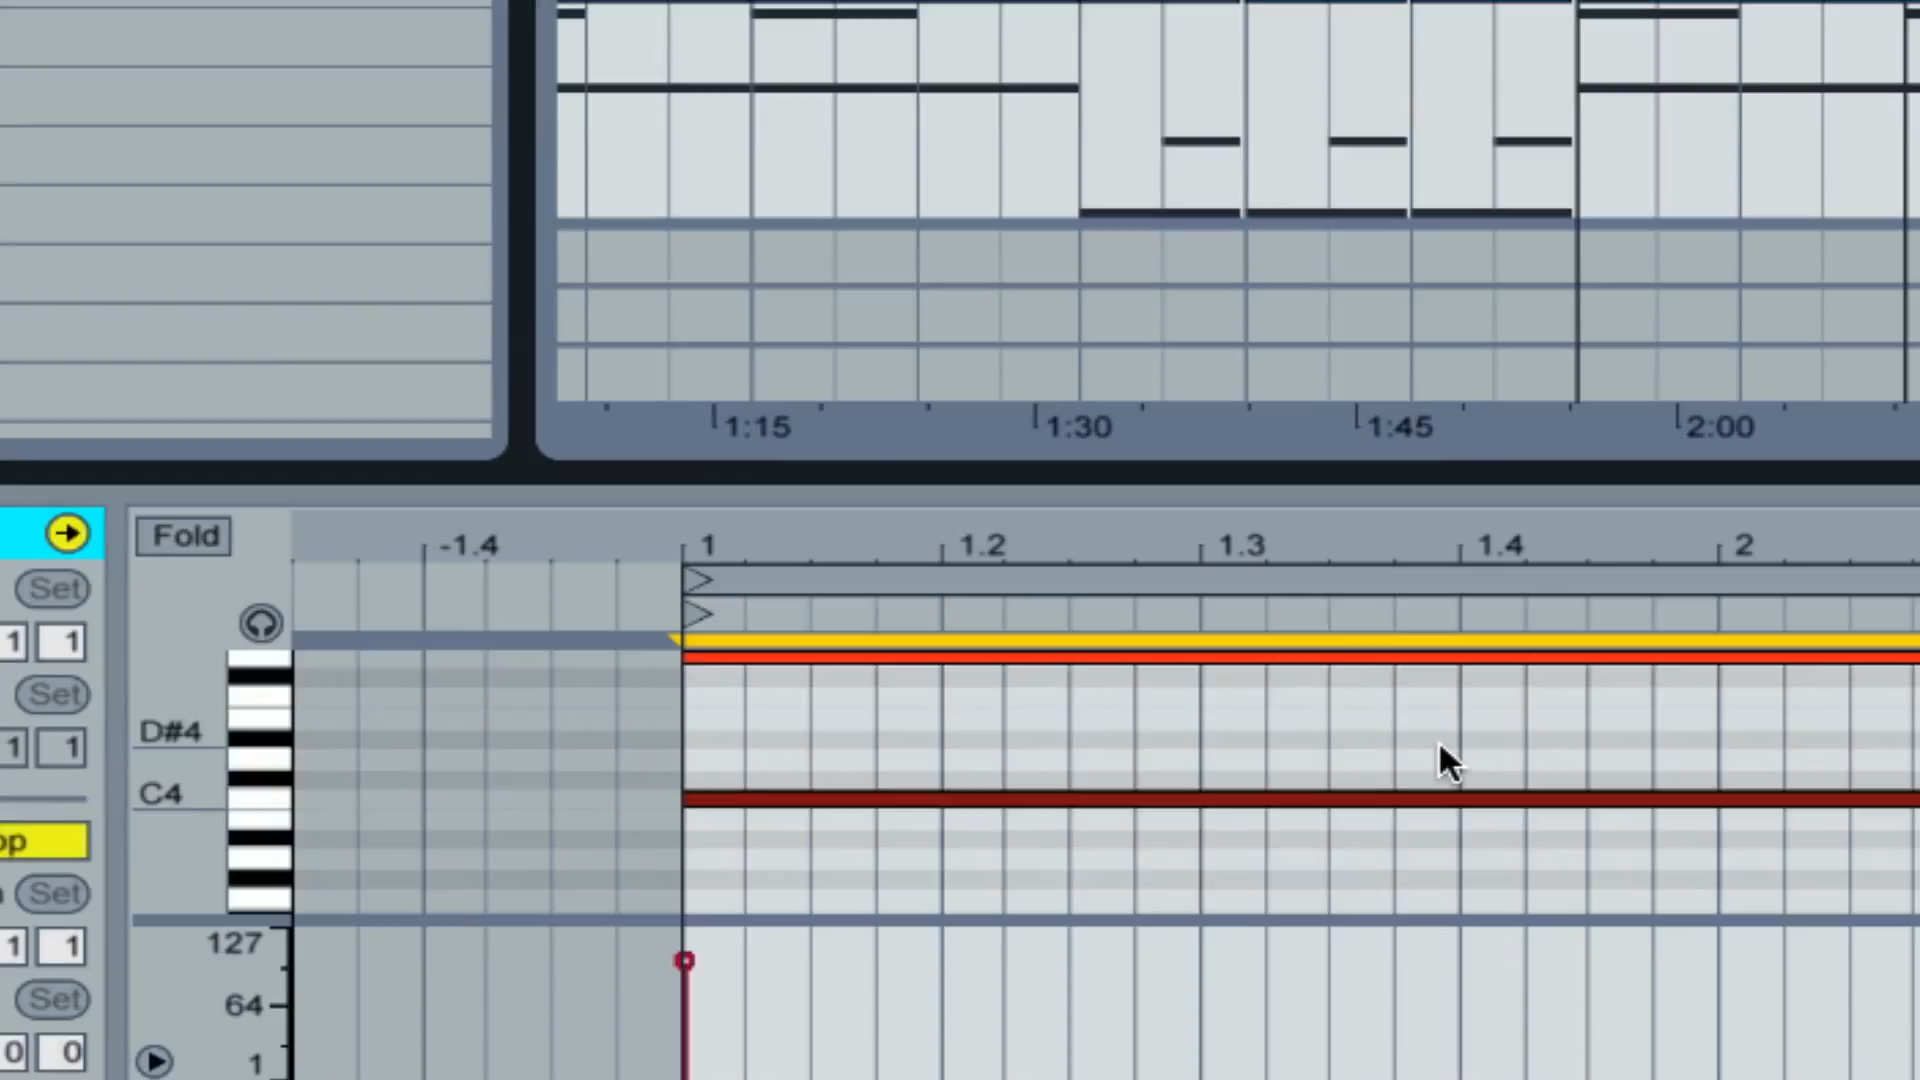 1:15 1:30 1:45 2:00
Fold
-1.4 1 1.2 1.3 1.4 2
Set
1 1
Set
D#4
1 1
C4
op
Set
127
1 1
Set
64
0 0
1